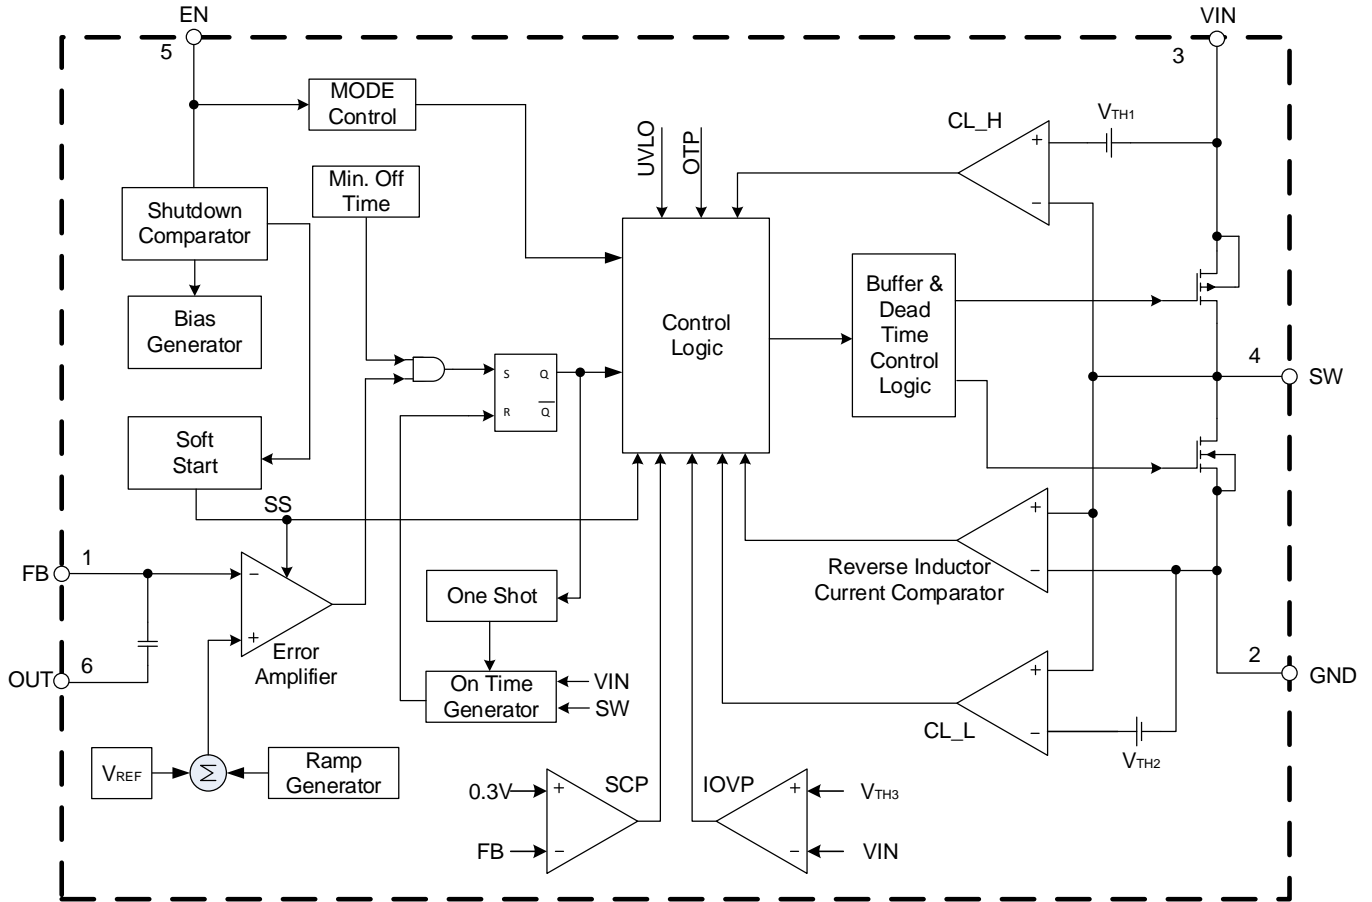 EN
VIN
5
3
MODE
Control
UVLO
OTP
CL_H
VTH1
+
−
Min. Off
Time
Shutdown
Comparator
Bias
Generator
Control
Logic
Buffer &
Dead
Time
Control
Logic
4
SW
S
Q
R
Q
Soft
Start
SS
FB
1
−
+
Error
Amplifier
OUT
6
One Shot
On Time
Generator
VIN
SW
+
−
Reverse Inductor
Current Comparator
2
GND
+
−
CL_L
VTH2
VREF
Σ
Ramp
Generator
0.3V
+
SCP
FB
−
IOVP
+
VTH3
−
VIN